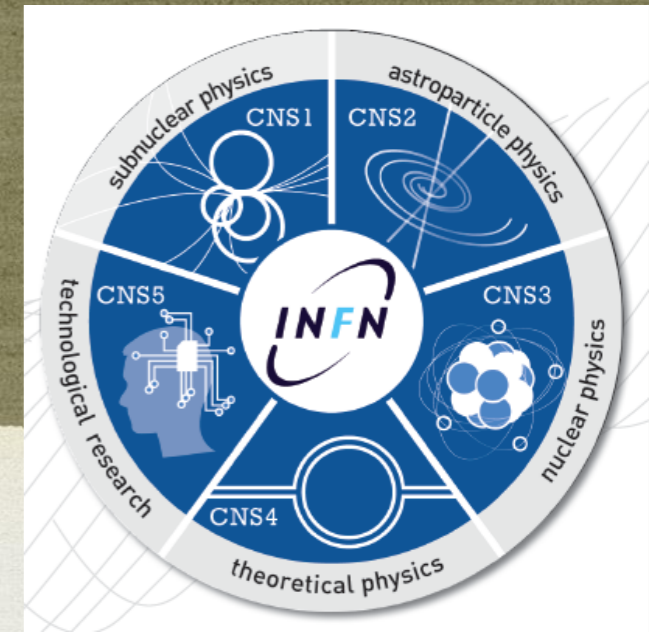 subnuclear physics
CNS1
astroparticle physics
CNS2
CNS3
nuclear physics
CNS4
theoretical physics
CNS5
technological research
INFN